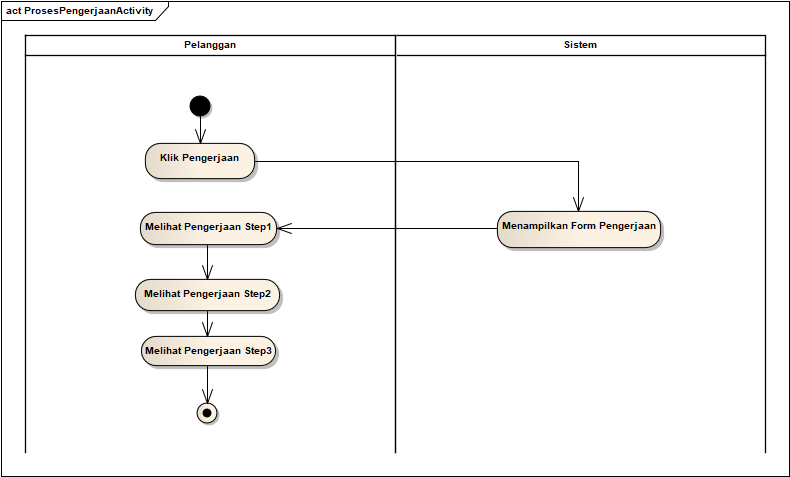 act ProsesPengerjaanActivity
Pelanggan
Sistem
Klik Pengerjaan
Melihat Pengerjaan Step1
Menampilkan Form Pengerjaan
Melihat Pengerjaan Step2
Melihat Pengerjaan Step3